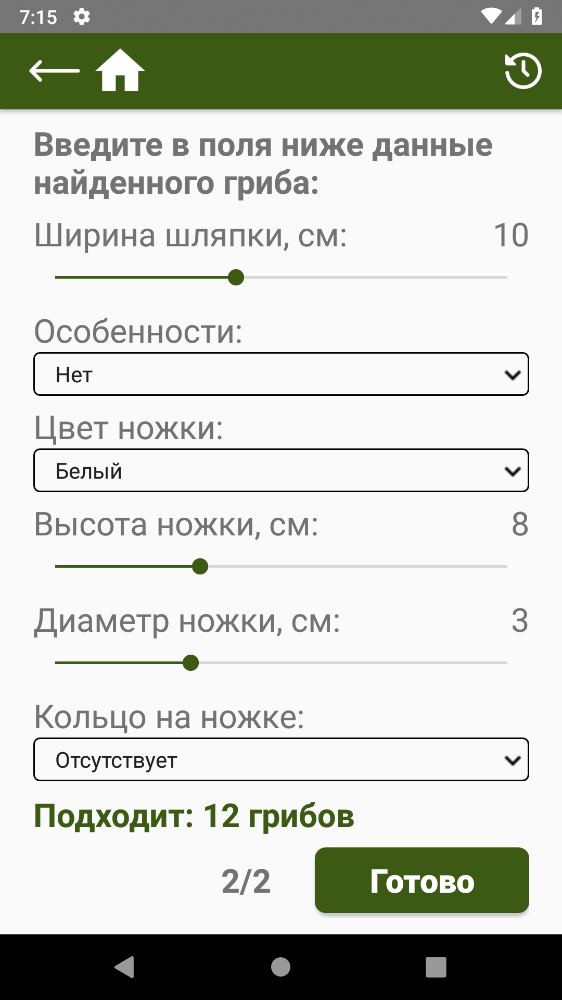 7:15
Введите в поля ниже данные
найденного гриба:
Ширина шляпки, см: 10
Особенности:
Нет
Цвет ножки:
Белый
Высота ножки, см: 8
Диаметр ножки, см: 3
Кольцо на ножке:
Отсутствует
Подходит: 12 грибов
2/2 Готово